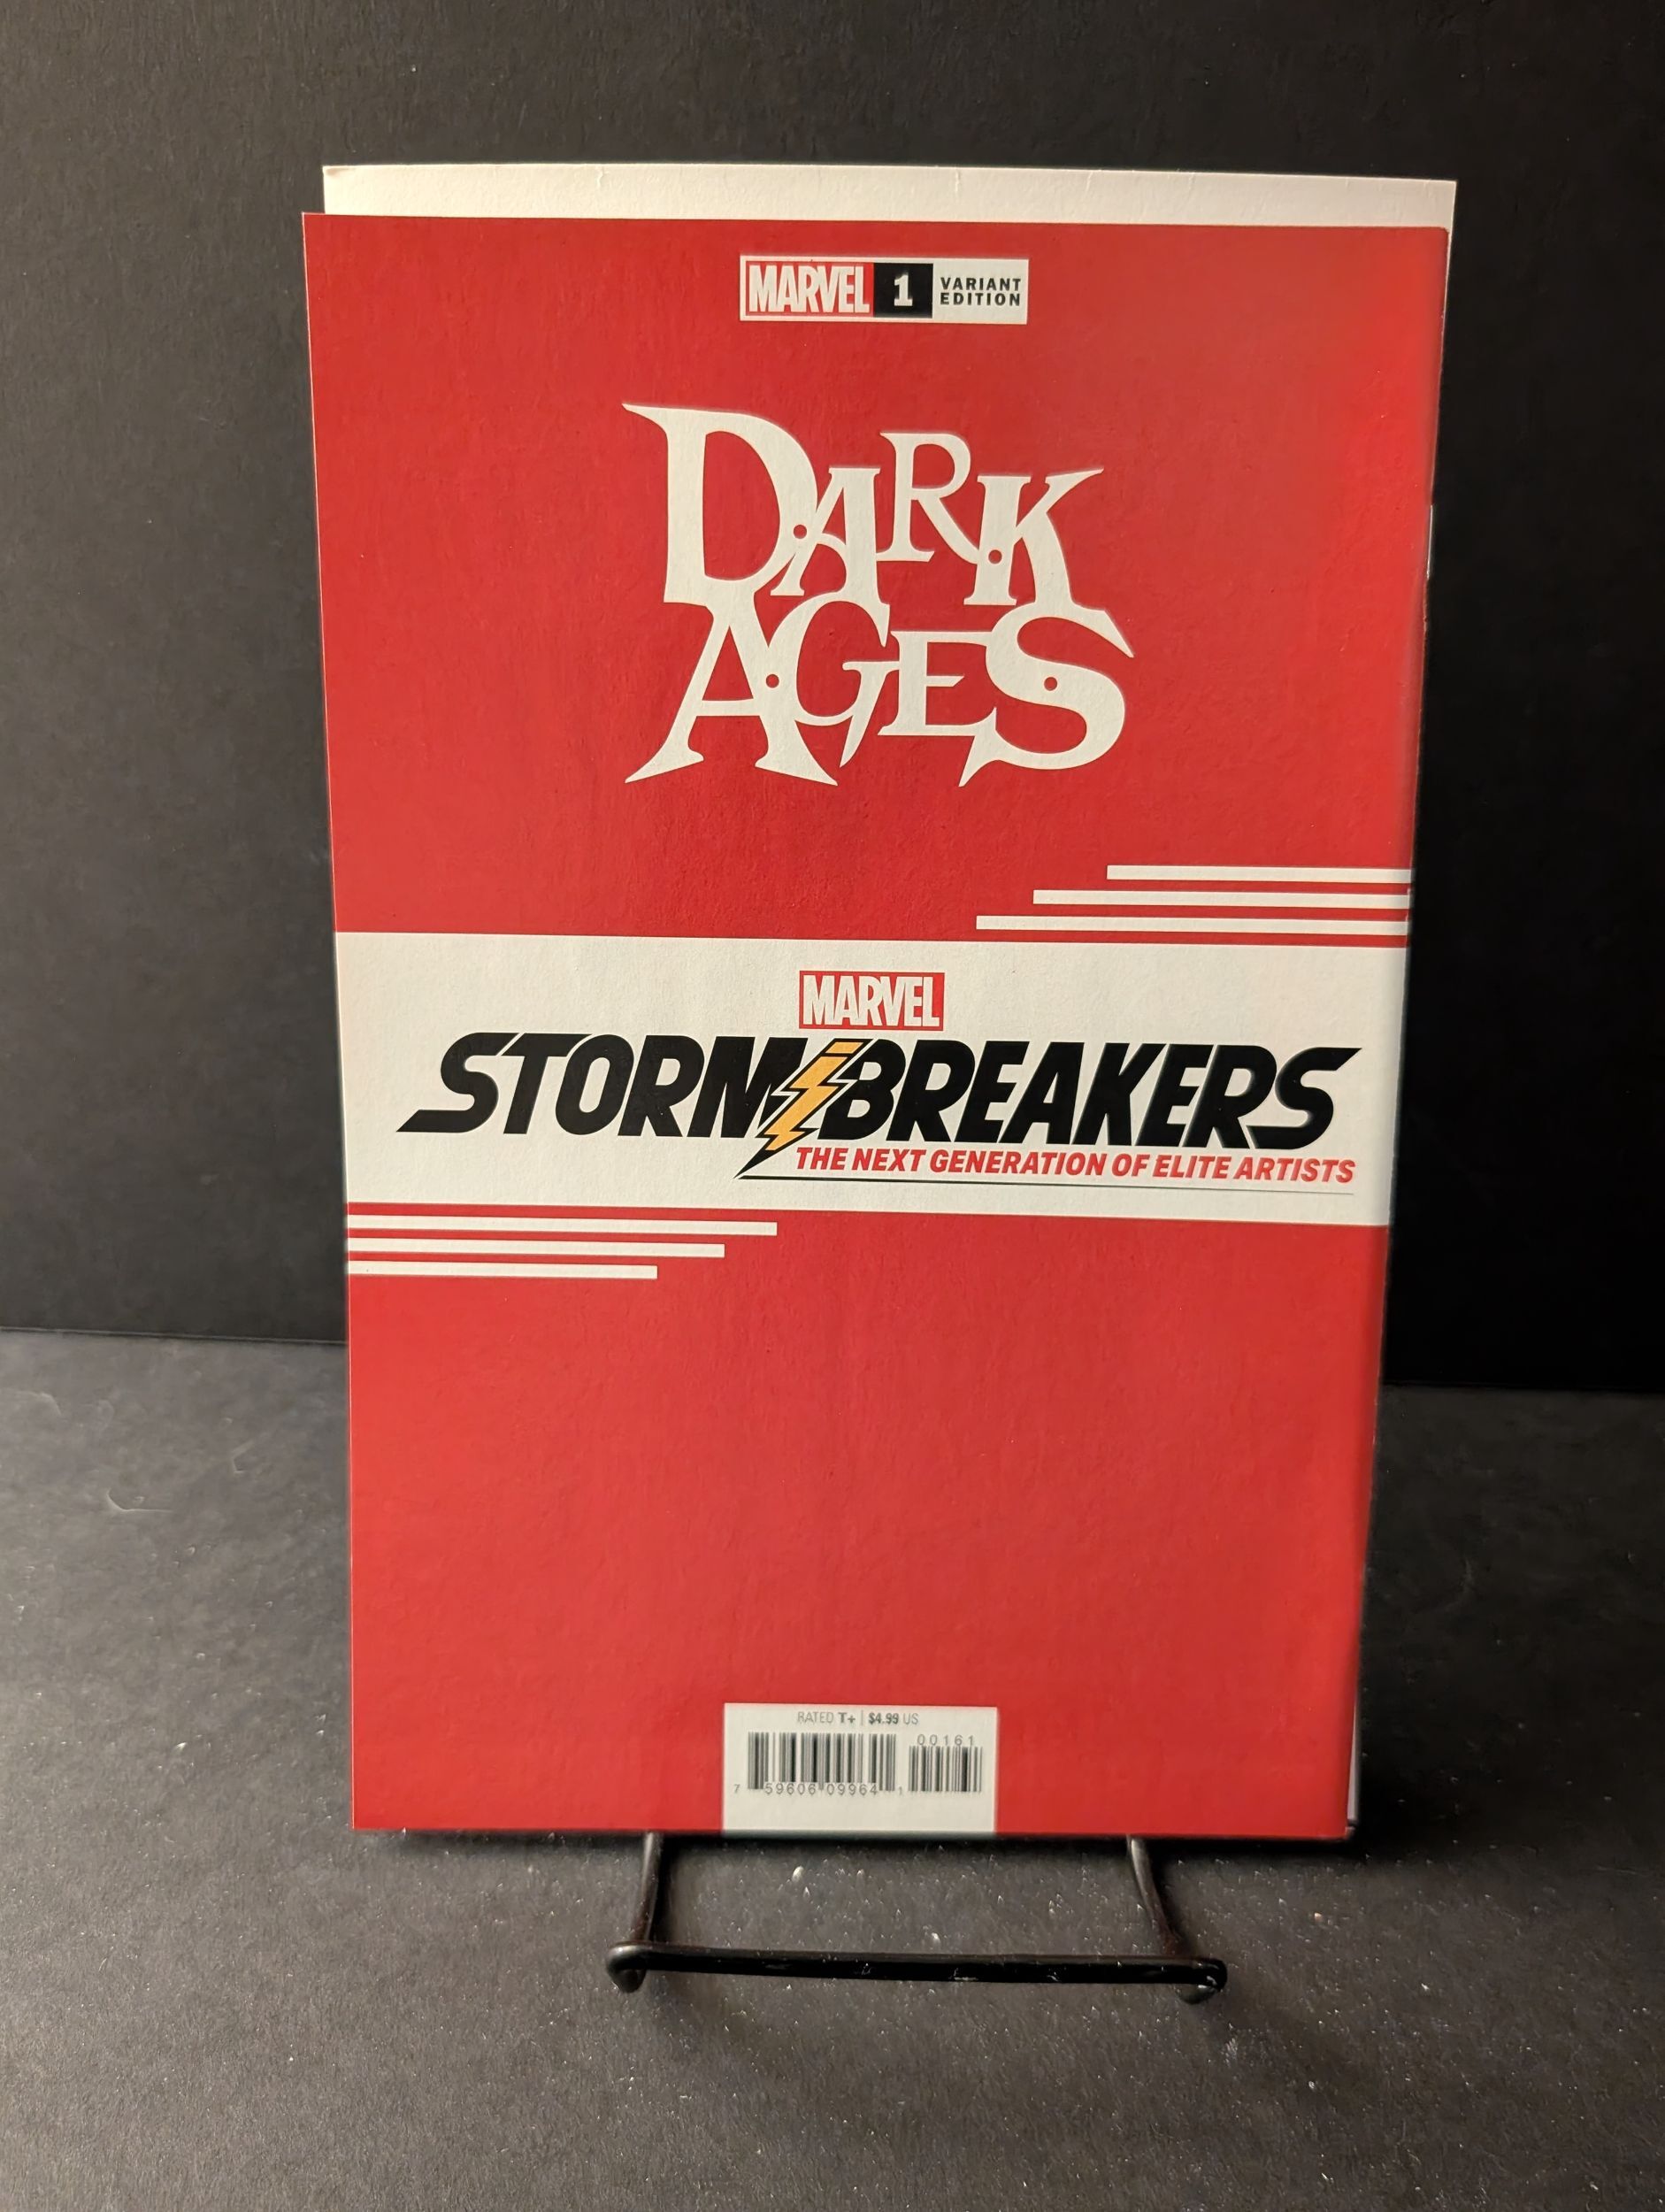 MARVEL 1 VARIANT
EDITION
DARK
AGES
MARVEL
STORMBREAKERS
THE NEXT GENERATION OF ELITE ARTISTS
RATED T+ | $4.99 US
00161
7 59606 09964 1